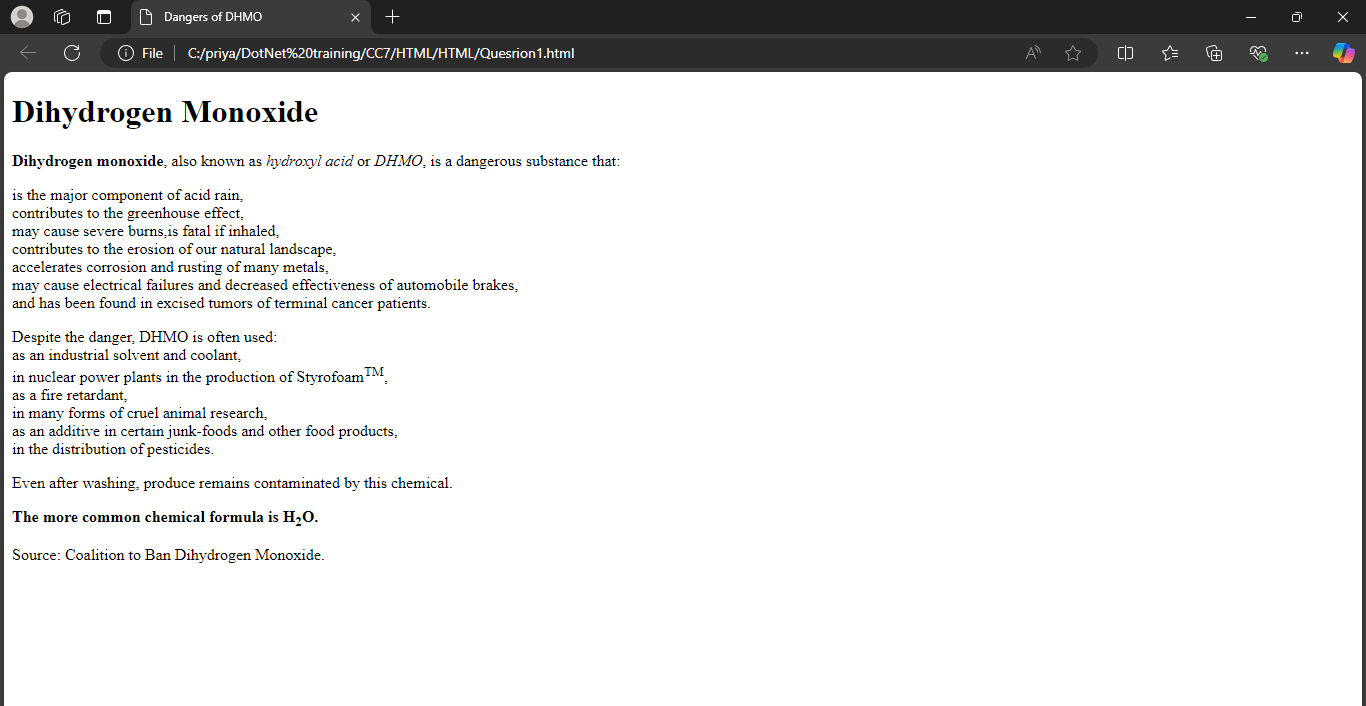 Dangers of DHMO
File C:/priya/DotNet%20training/CC7/HTML/HTML/Quesrion1.html
Dihydrogen Monoxide
Dihydrogen monoxide, also known as hydroxyl acid or DHMO, is a dangerous substance that:
is the major component of acid rain,
contributes to the greenhouse effect,
may cause severe burns,is fatal if inhaled,
contributes to the erosion of our natural landscape,
accelerates corrosion and rusting of many metals,
may cause electrical failures and decreased effectiveness of automobile brakes,
and has been found in excised tumors of terminal cancer patients.
Despite the danger, DHMO is often used:
as an industrial solvent and coolant,
in nuclear power plants in the production of Styrofoam™,
as a fire retardant,
in many forms of cruel animal research,
as an additive in certain junk-foods and other food products,
in the distribution of pesticides.
Even after washing, produce remains contaminated by this chemical.
The more common chemical formula is H₂O.
Source: Coalition to Ban Dihydrogen Monoxide.